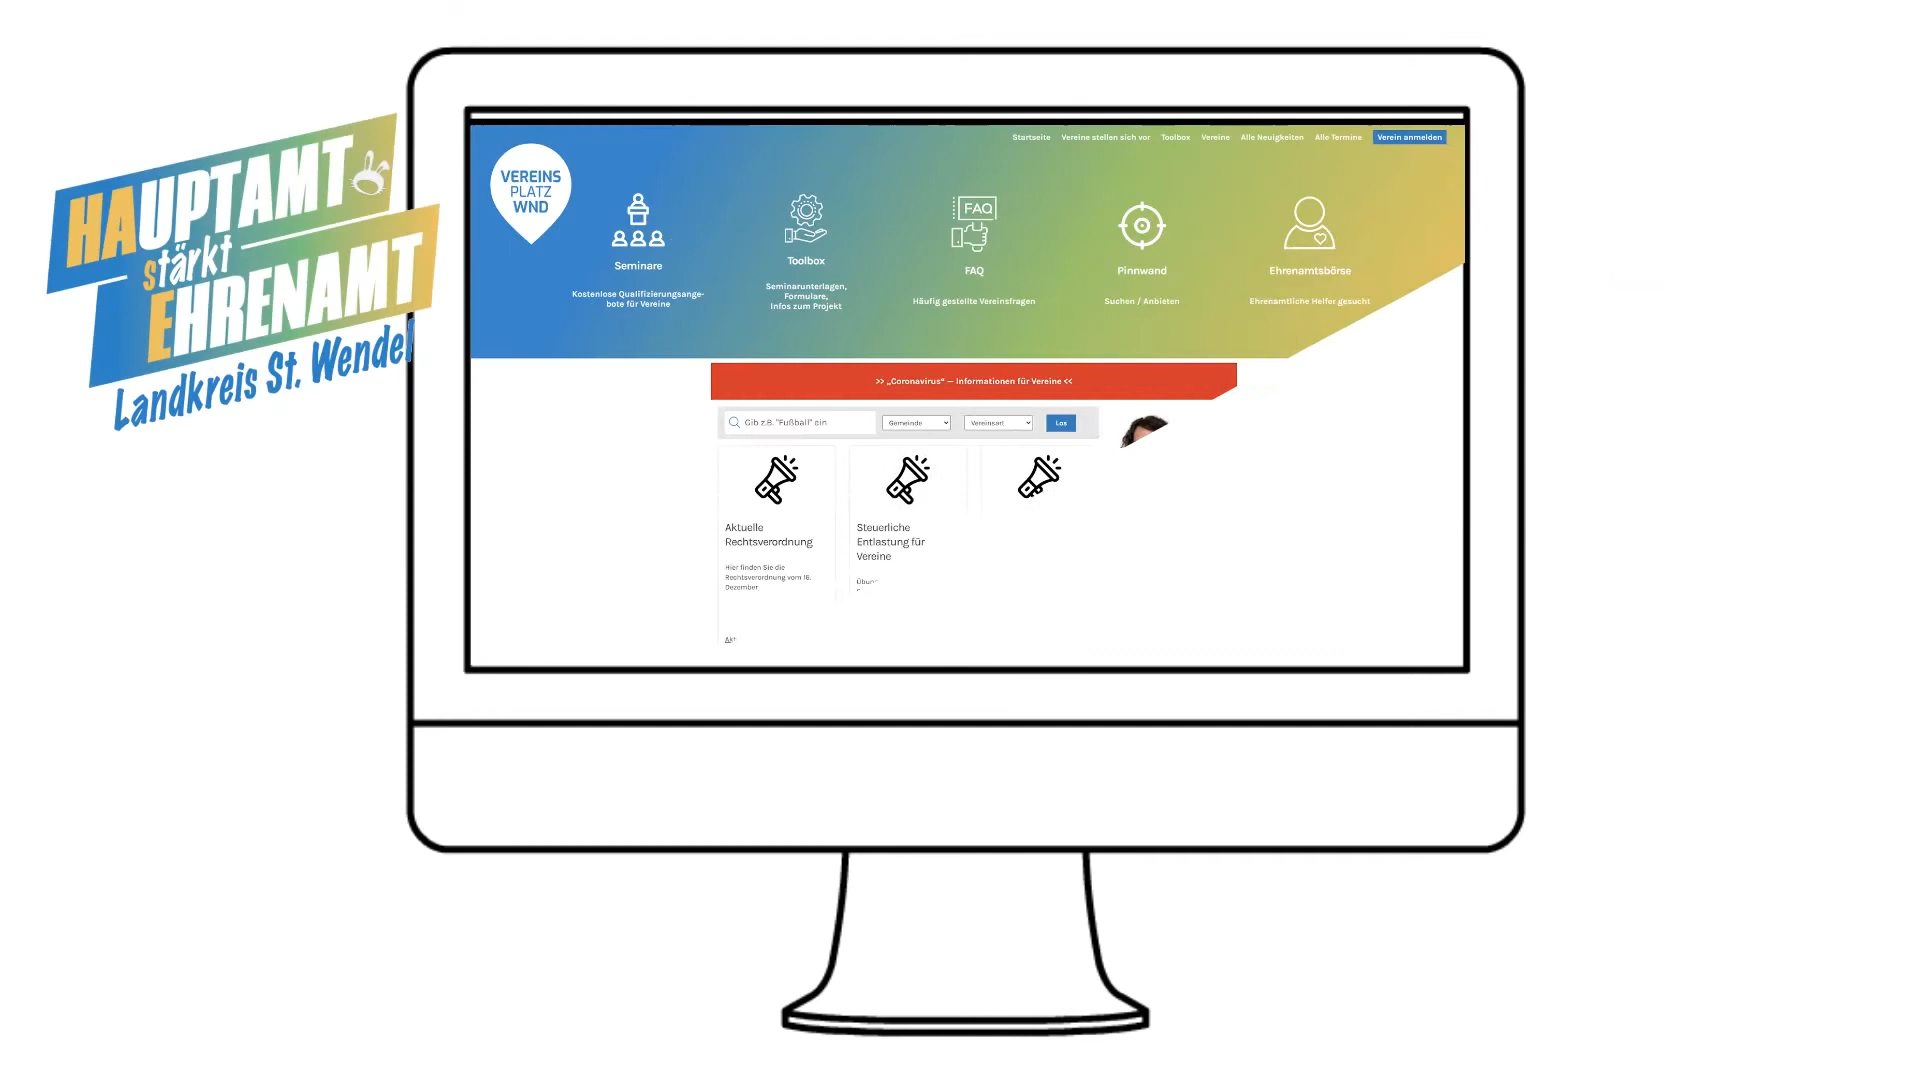 HAUPTAMT
stärkt
EHRENAMT
Landkreis St. Wendel
Startseite Vereine stellen sich vor Toolbox Vereine Alle Neuigkeiten Alle Termine Verein anmelden
VEREINS
PLATZ
WND
Seminare
Kostenlose Qualifizierungsange-
bote für Vereine
Toolbox
Seminarunterlagen,
Formulare,
Infos zum Projekt
FAQ
FAQ
Häufig gestellte Vereinsfragen
Pinnwand
Suchen / Anbieten
Ehrenamtsbörse
Ehrenamtliche Helfer gesucht
>> „Coronavirus“ — Informationen für Vereine <<
Gib z.B. "Fußball" ein Gemeinde Vereinsart Los
Aktuelle
Rechtsverordnung
Hier finden Sie die
Rechtsverordnung vom 16.
Dezember
Steuerliche
Entlastung für
Vereine